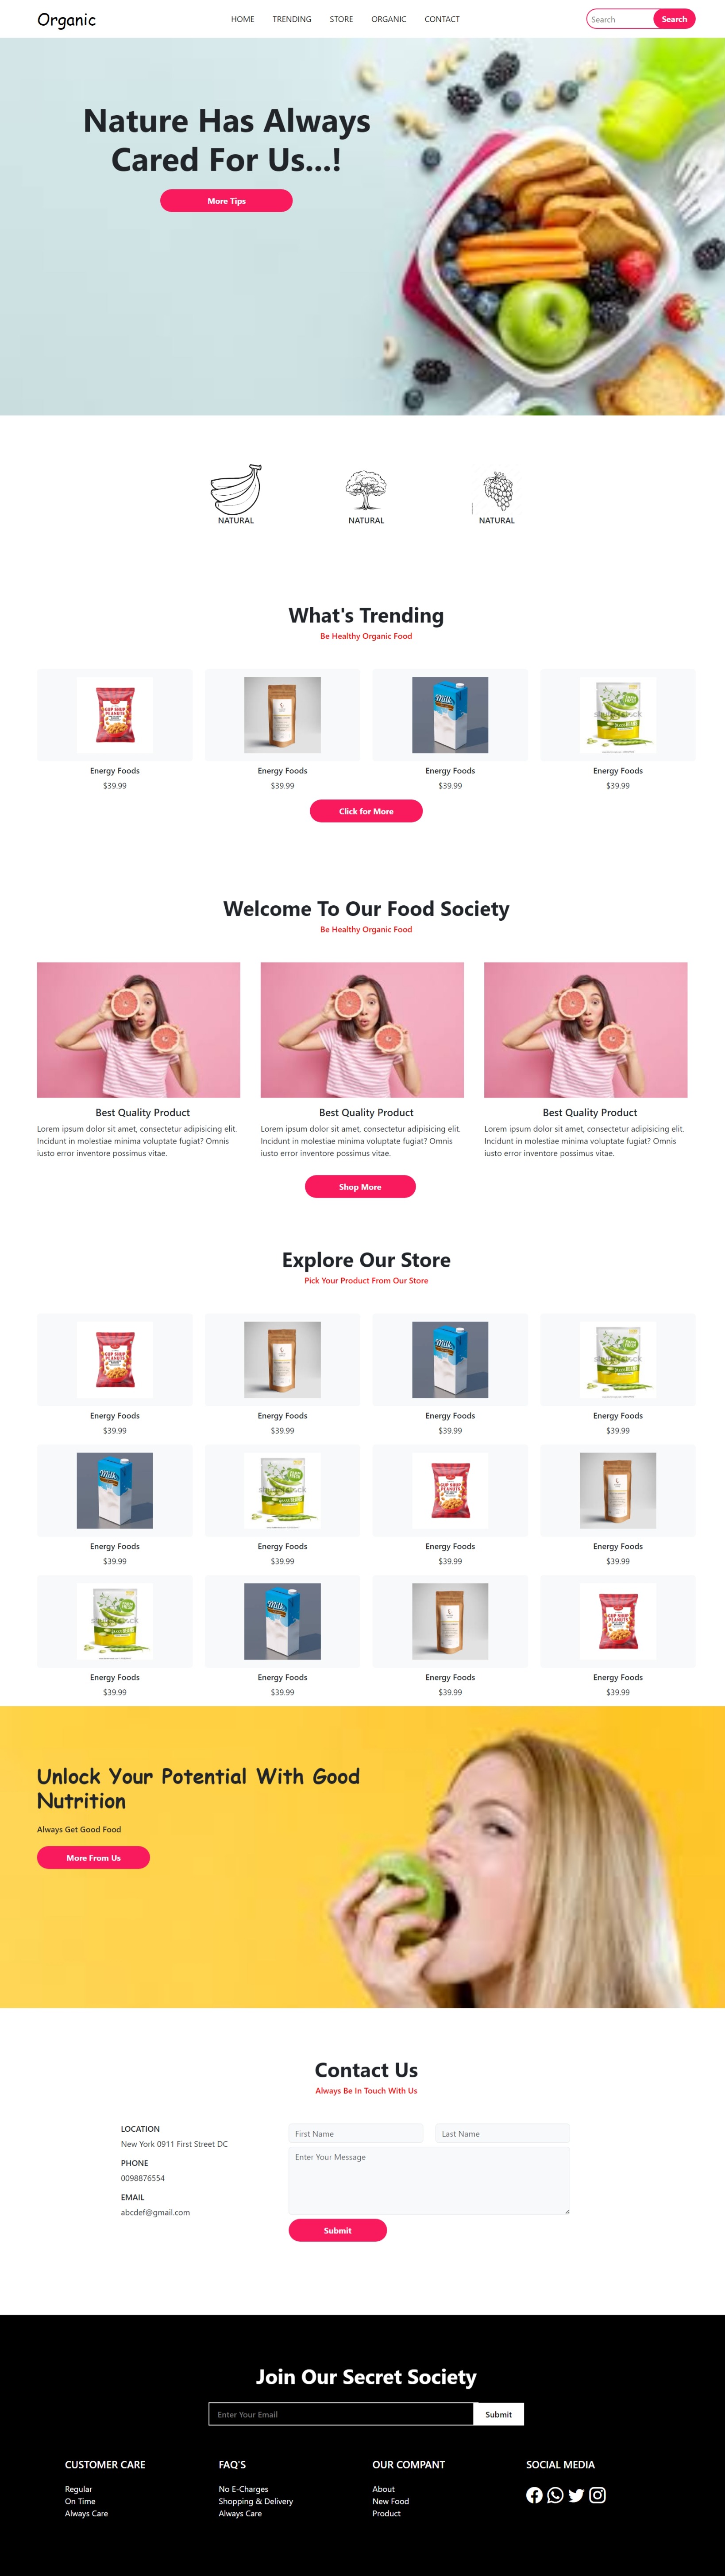 Organic
HOME TRENDING STORE ORGANIC CONTACT
Search Search
Nature Has Always
Cared For Us...!
More Tips
NATURAL NATURAL NATURAL
What's Trending
Be Healthy Organic Food
Milk
Energy Foods Energy Foods Energy Foods Energy Foods
$39.99 $39.99 $39.99 $39.99
Click for More
Welcome To Our Food Society
Be Healthy Organic Food
Best Quality Product Best Quality Product Best Quality Product
Lorem ipsum dolor sit amet, consectetur adipisicing elit. Lorem ipsum dolor sit amet, consectetur adipisicing elit. Lorem ipsum dolor sit amet, consectetur adipisicing elit.
Incidunt in molestiae minima voluptate fugiat? Omnis Incidunt in molestiae minima voluptate fugiat? Omnis Incidunt in molestiae minima voluptate fugiat? Omnis
iusto error inventore possimus vitae. iusto error inventore possimus vitae. iusto error inventore possimus vitae.
Shop More
Explore Our Store
Pick Your Product From Our Store
Milk
Energy Foods Energy Foods Energy Foods Energy Foods
$39.99 $39.99 $39.99 $39.99
Milk
Energy Foods Energy Foods Energy Foods Energy Foods
$39.99 $39.99 $39.99 $39.99
Milk
Energy Foods Energy Foods Energy Foods Energy Foods
$39.99 $39.99 $39.99 $39.99
Unlock Your Potential With Good
Nutrition
Always Get Good Food
More From Us
Contact Us
Always Be In Touch With Us
LOCATION
New York 0911 First Street DC
PHONE
0098876554
EMAIL
abcdef@gmail.com
First Name Last Name
Enter Your Message
Submit
Join Our Secret Society
Enter Your Email Submit
CUSTOMER CARE FAQ'S OUR COMPANT SOCIAL MEDIA
Regular No E-Charges About
On Time Shopping & Delivery New Food
Always Care Always Care Product